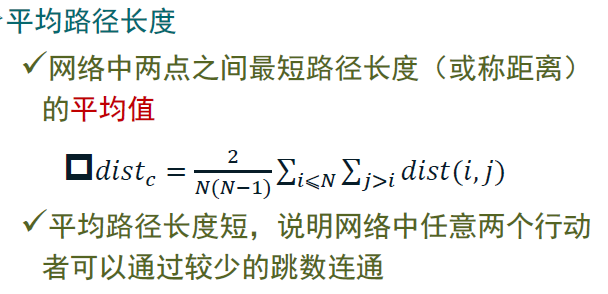 平均路径长度
✓网络中两点之间最短路径长度（或称距离）
的平均值
□dist_c = \frac{2}{N(N−1)} ∑_{i⩽N} ∑_{j>i} dist(i,j)
✓平均路径长度短，说明网络中任意两个行动
者可以通过较少的跳数连通